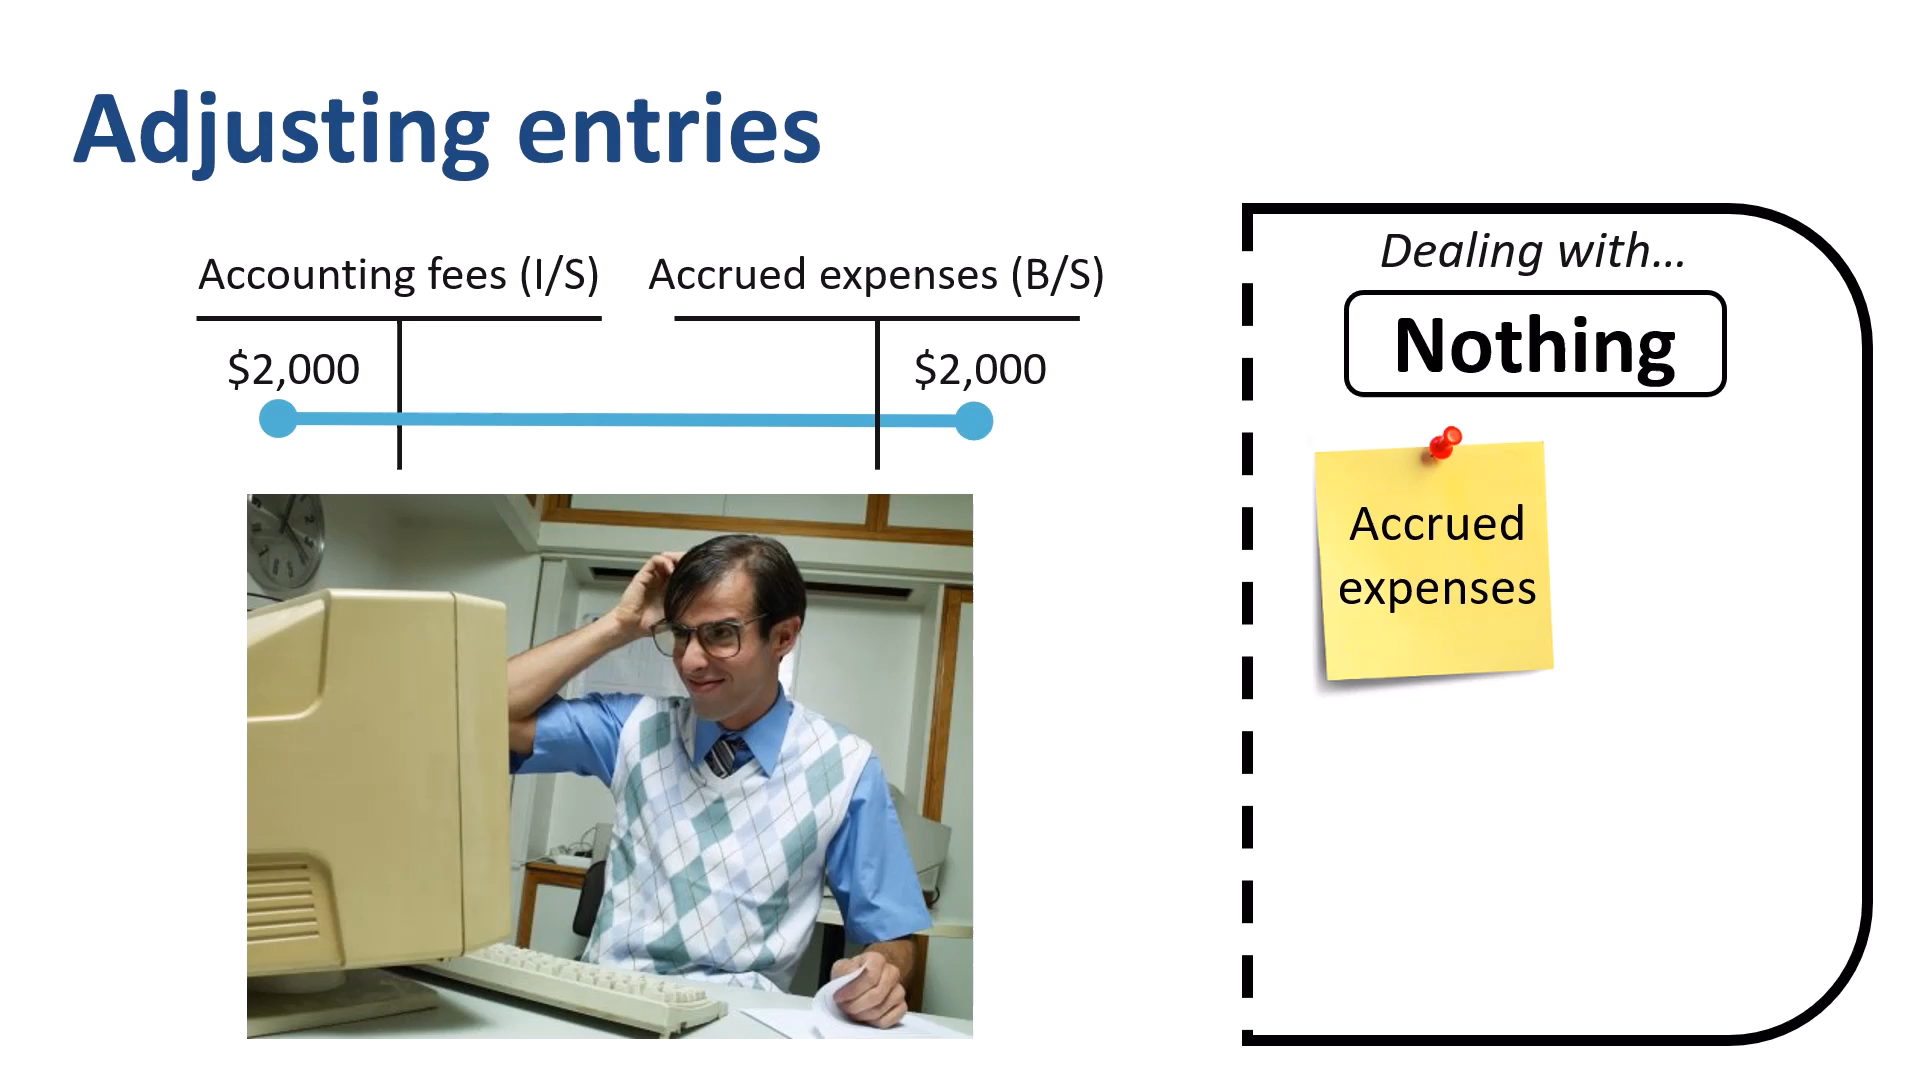 Adjusting entries
Accounting fees (I/S)
Accrued expenses (B/S)
$2,000
$2,000
Dealing with...
Nothing
Accrued
expenses